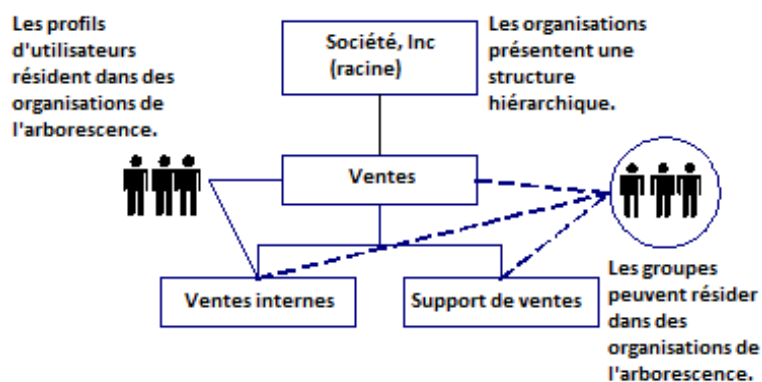 Les profils
d'utilisateurs
résident dans des
organisations de
l'arborescence.
Société, Inc
(racine)
Les organisations
présentent une
structure
hiérarchique.
Ventes
Ventes internes
Support de ventes
Les groupes
peuvent résider
dans des
organisations de
l'arborescence.